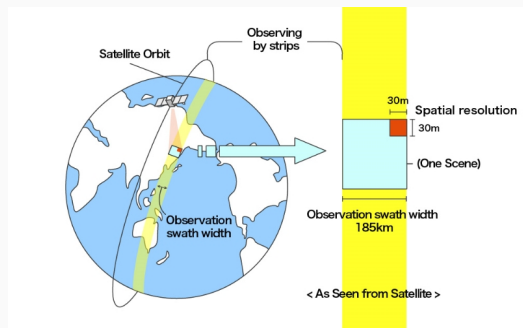 Observing
by strips
Satellite Orbit
30m
Spatial resolution
30m
(One Scene)
Observation
swath width
Observation swath width
185km
< As Seen from Satellite >